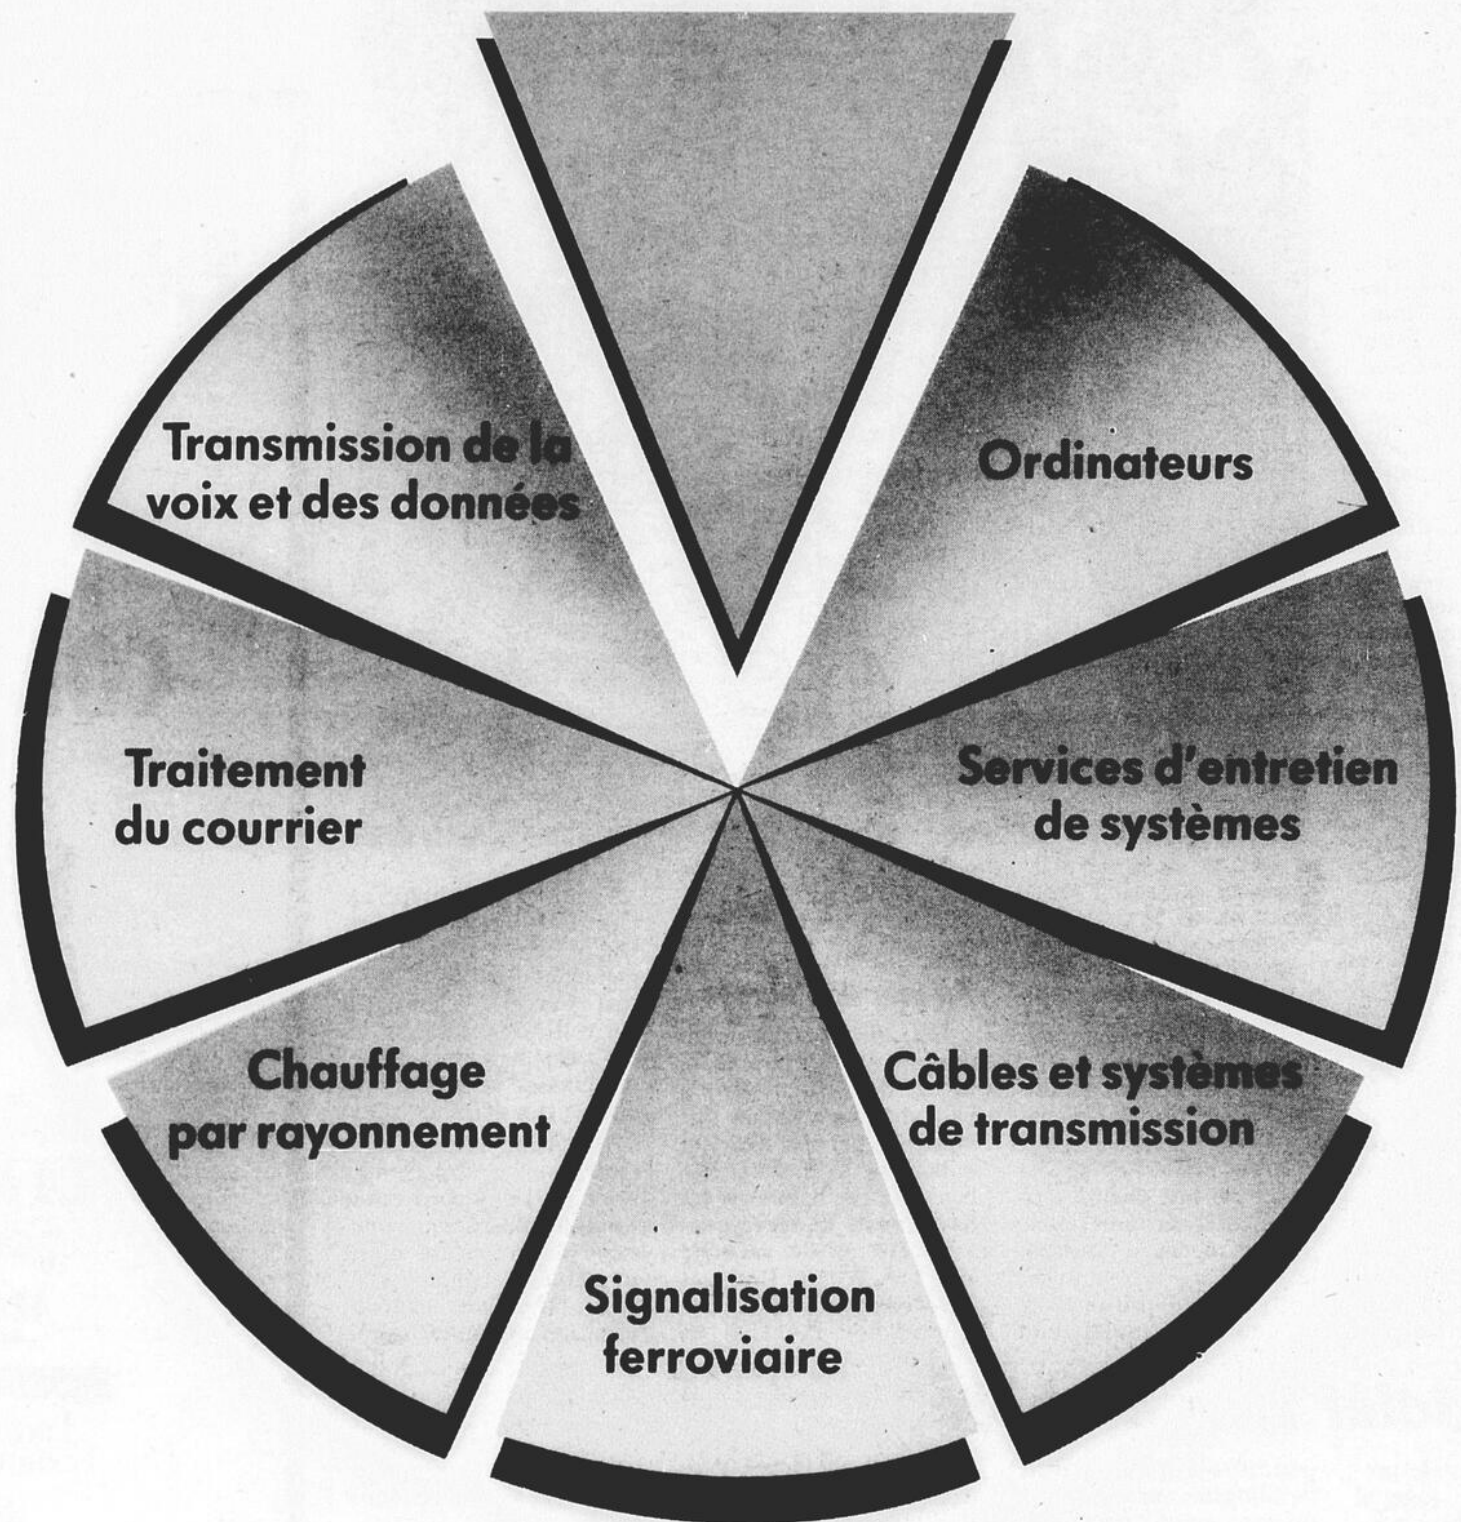 Transmission de la
voix et des données
Ordinateurs
Traitement
du courrier
Services d'entretien
de systèmes
Chauffage
par rayonnement
Câbles et systèmes
de transmission
Signalisation
ferroviaire